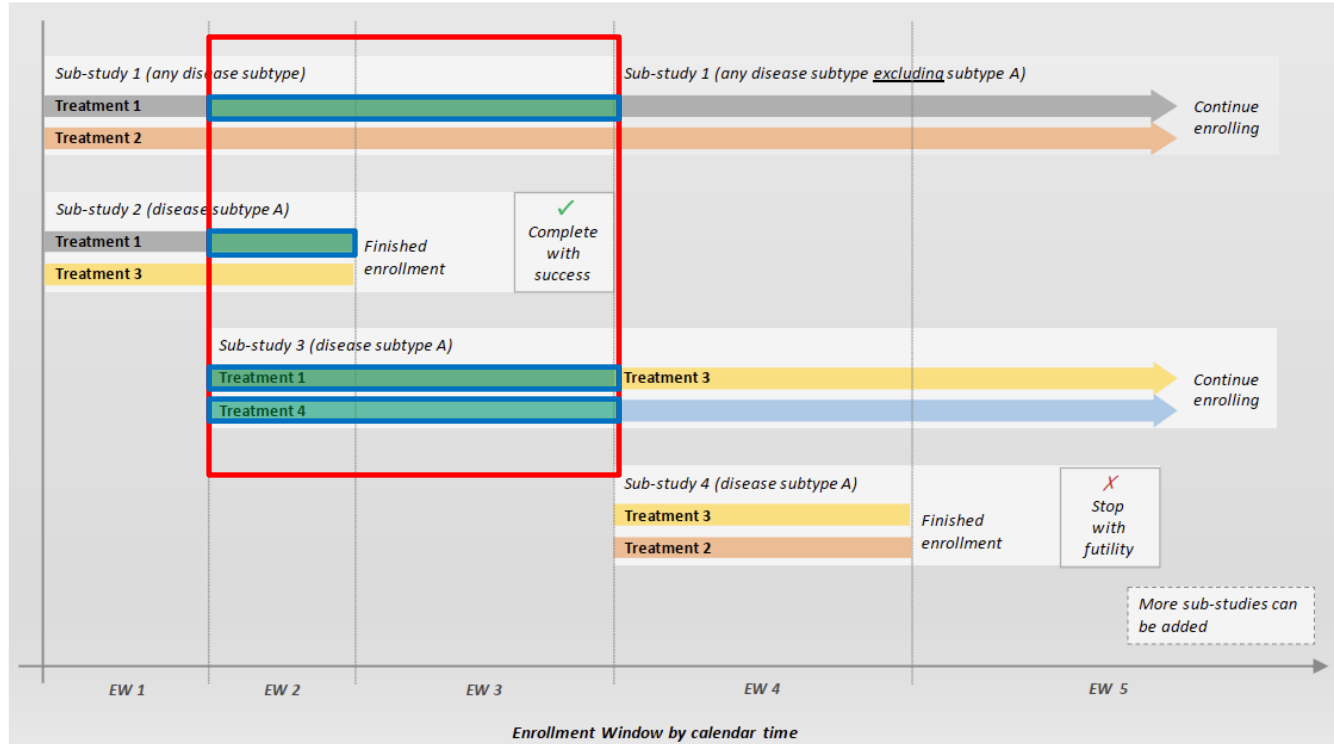 Sub-study 1 (any disease subtype)
Sub-study 1 (any disease subtype excluding subtype A)
Treatment 1
Treatment 2
Continue
enrolling
Sub-study 2 (disease subtype A)
Treatment 1
Treatment 3
Finished
enrollment
✓
Complete
with
success
Sub-study 3 (disease subtype A)
Treatment 1
Treatment 3
Treatment 4
Continue
enrolling
Sub-study 4 (disease subtype A)
Treatment 3
Treatment 2
Finished
enrollment
✗
Stop
with
futility
More sub-studies can
be added
EW 1
EW 2
EW 3
EW 4
EW 5
Enrollment Window by calendar time